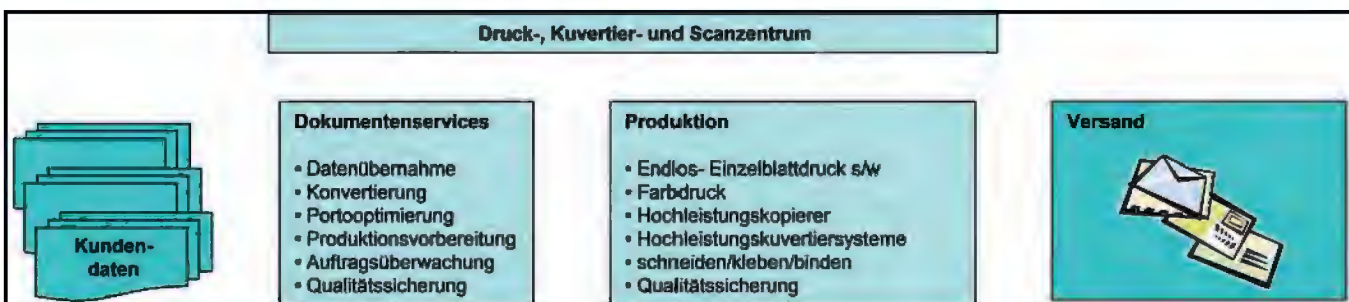 Druck-, Kuvertier- und Scanzentrum
Kunden-
daten
Dokumentenservices
• Datenübernahme
• Konvertierung
• Portooptimierung
• Produktionsvorbereitung
• Auftragsüberwachung
• Qualitätssicherung
Produktion
• Endlos- Einzelblattdruck s/w
• Farbdruck
• Hochleistungskopierer
• Hochleistungskuvertiersysteme
• schneiden/kleben/binden
• Qualitätssicherung
Versand